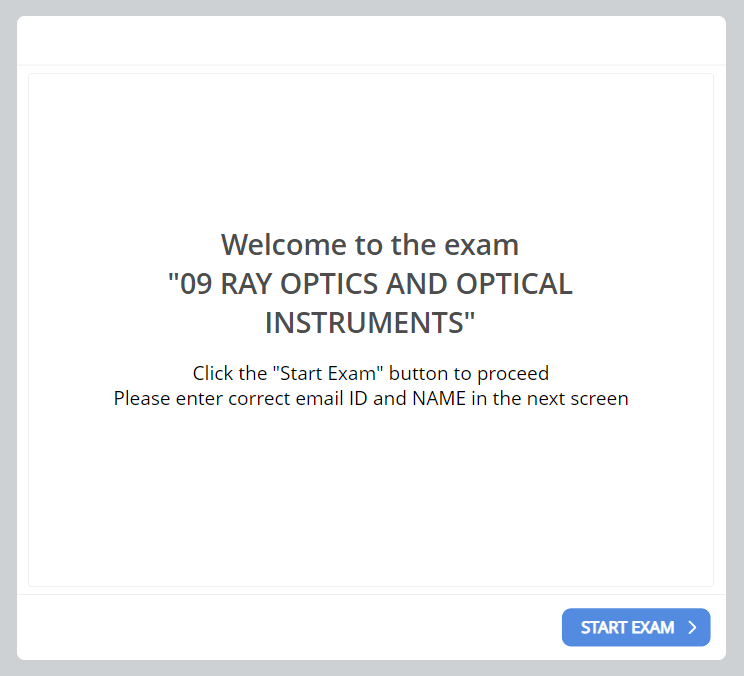 Welcome to the exam
"09 RAY OPTICS AND OPTICAL
INSTRUMENTS"
Click the "Start Exam" button to proceed
Please enter correct email ID and NAME in the next screen
START EXAM